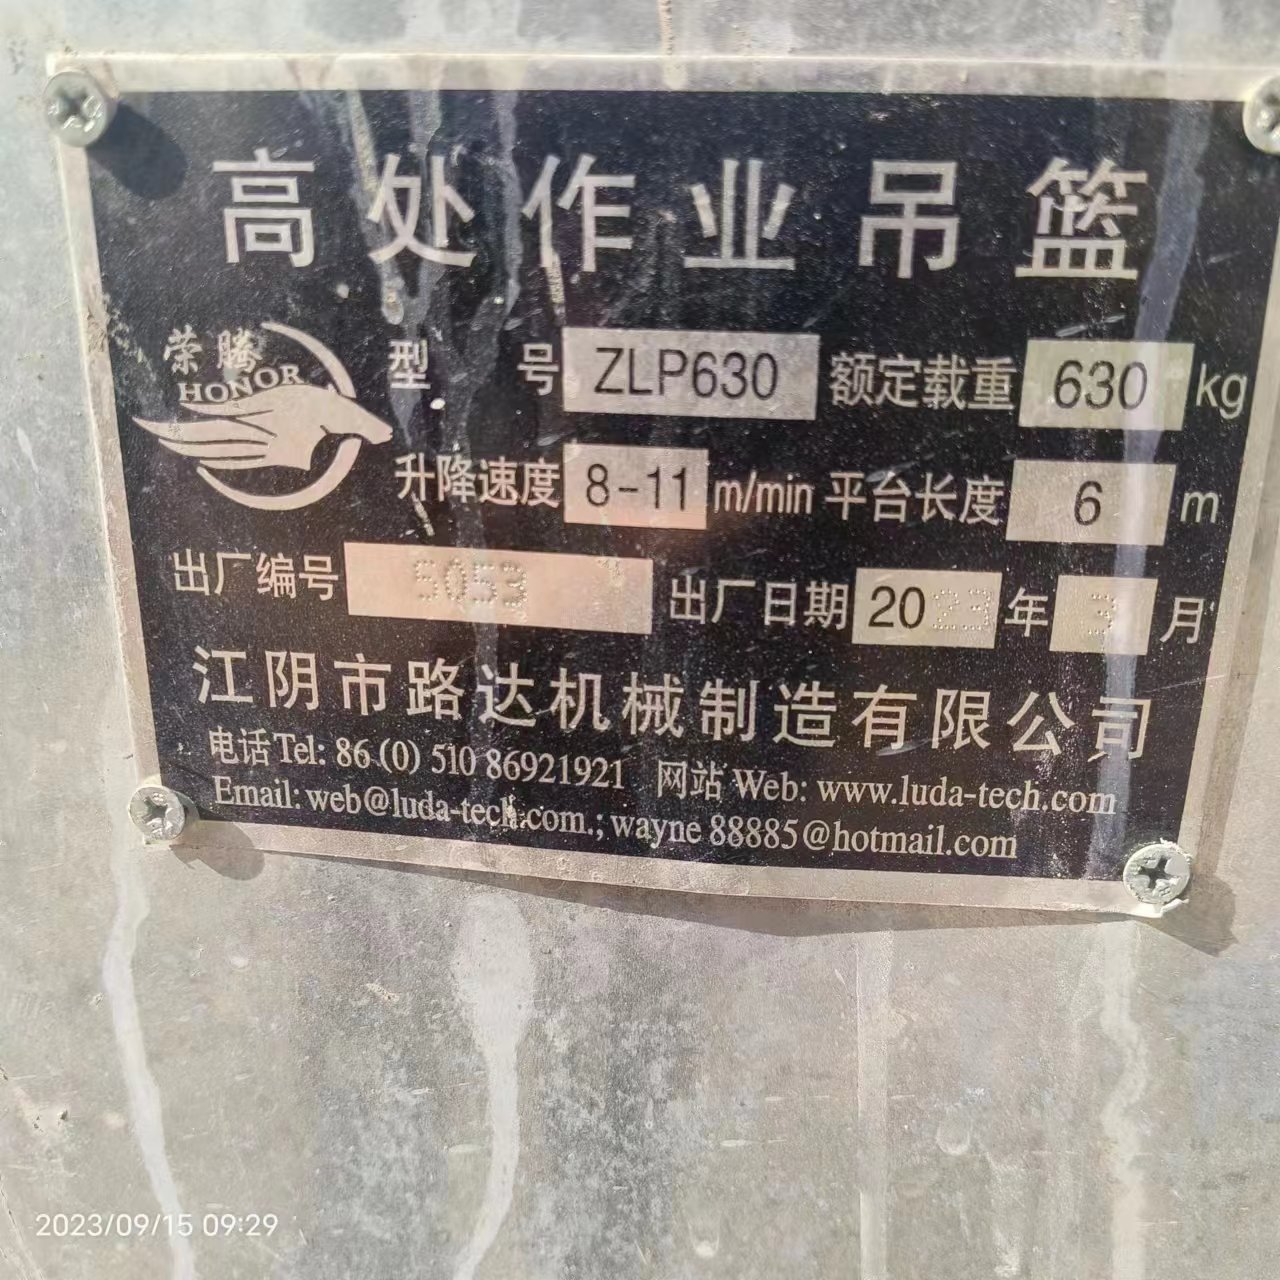 高处作业吊篮
荣腾
HONOR
型 号 ZLP630 额定载重 630 kg
升降速度 8-11 m/min 平台长度 6 m
出厂编号 5053 出厂日期 2023 年 3 月
江阴市路达机械制造有限公司
电话 Tel: 86 (0) 510 86921921 网站 Web: www.luda-tech.com
Email: web@luda-tech.com.; wayne 88885@hotmail.com
2023/09/15 09:29